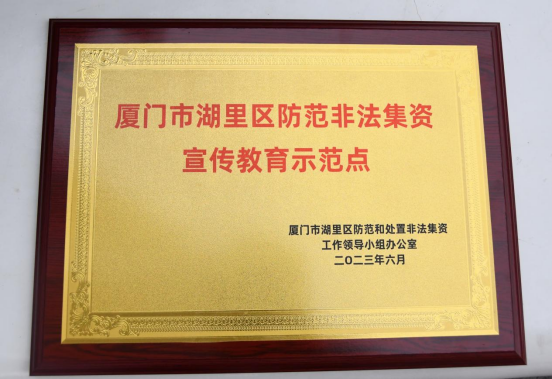 厦门市湖里区防范非法集资
宣传教育示范点
厦门市湖里区防范和处置非法集资
工作领导小组办公室
二〇二三年六月